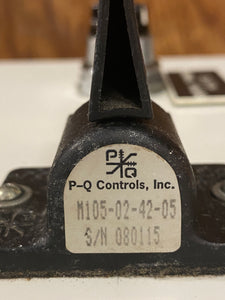 P Q
P-Q Controls, Inc.
M105-02-42-05
S/N 080115